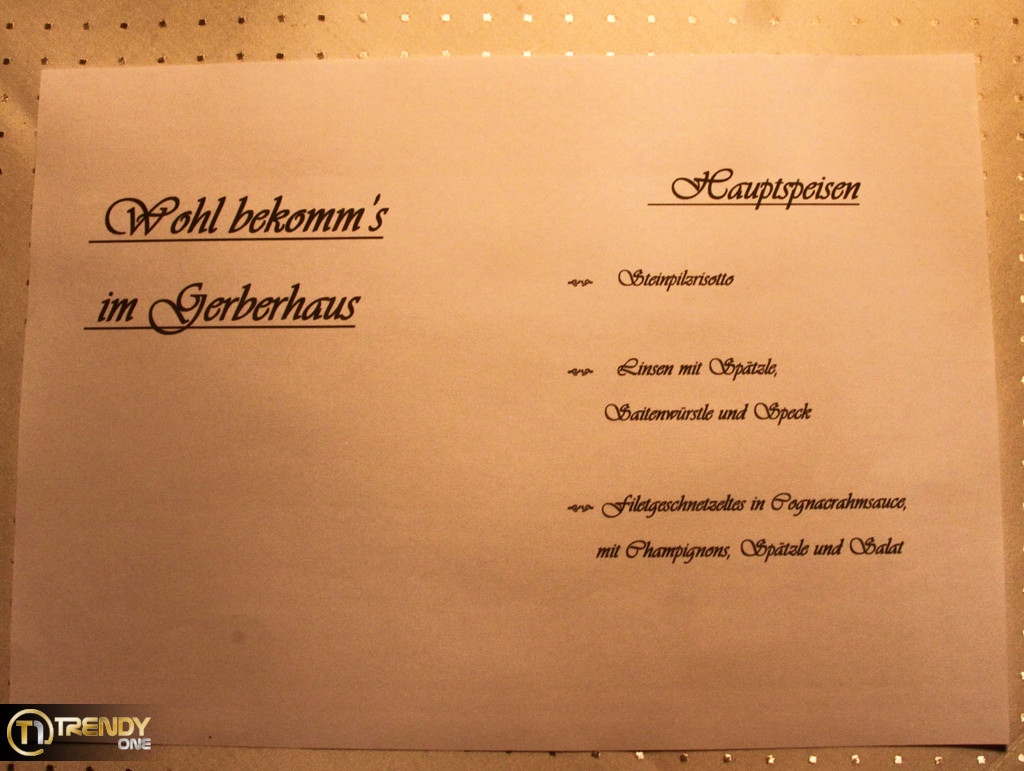 Wohl bekomm's
im Gerberhaus
Hauptspeisen
Steinpilzrisotto
Linsen mit Spätzle,
Saitenwürstle und Speck
Filetgeschnetzeltes in Cognacrahmsauce,
mit Champignons, Spätzle und Salat
TRENDY
ONE